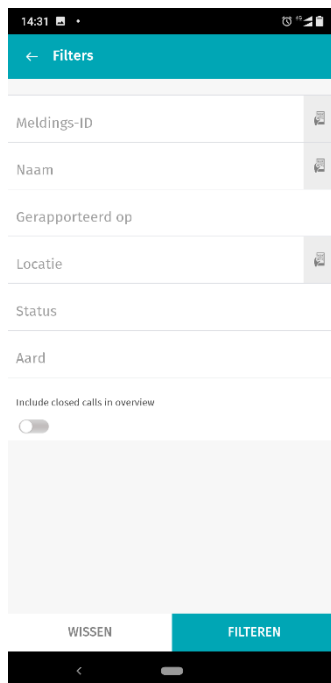 14:31
← Filters
Meldings-ID
Naam
Gerapporteerd op
Locatie
Status
Aard
Include closed calls in overview
WISSEN
FILTEREN